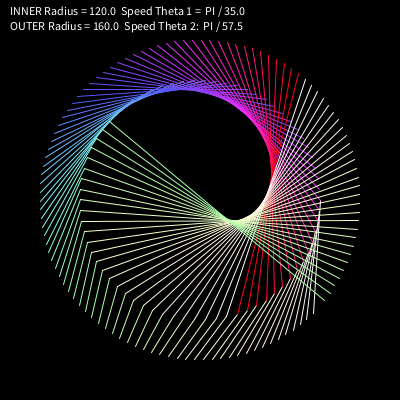 INNER Radius = 120.0  Speed Theta 1 =  PI / 35.0
OUTER Radius = 160.0  Speed Theta 2:  PI / 57.5